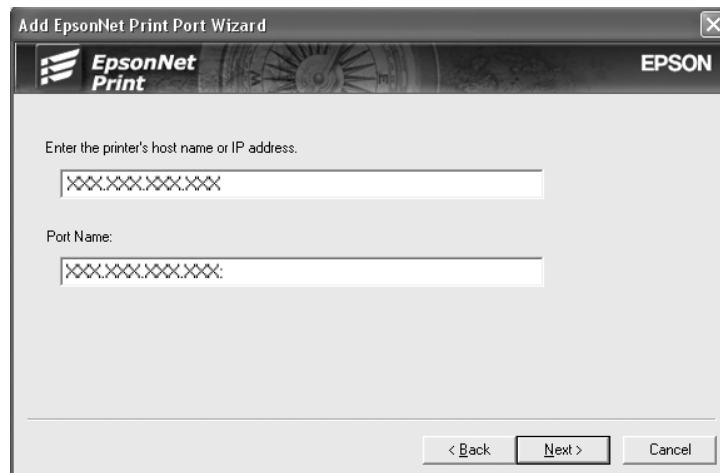 Add EpsonNet Print Port Wizard
EpsonNet
Print
EPSON
Enter the printer's host name or IP address.
XXX.XXX.XXX.XXX
Port Name:
XXX.XXX.XXX.XXX:
< Back
Next >
Cancel